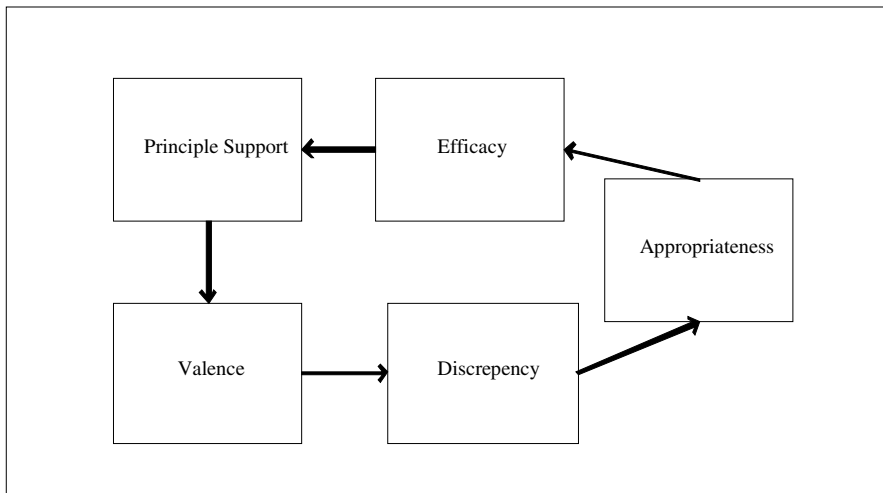 Principle Support
Efficacy
Appropriateness
Valence
Discrepency